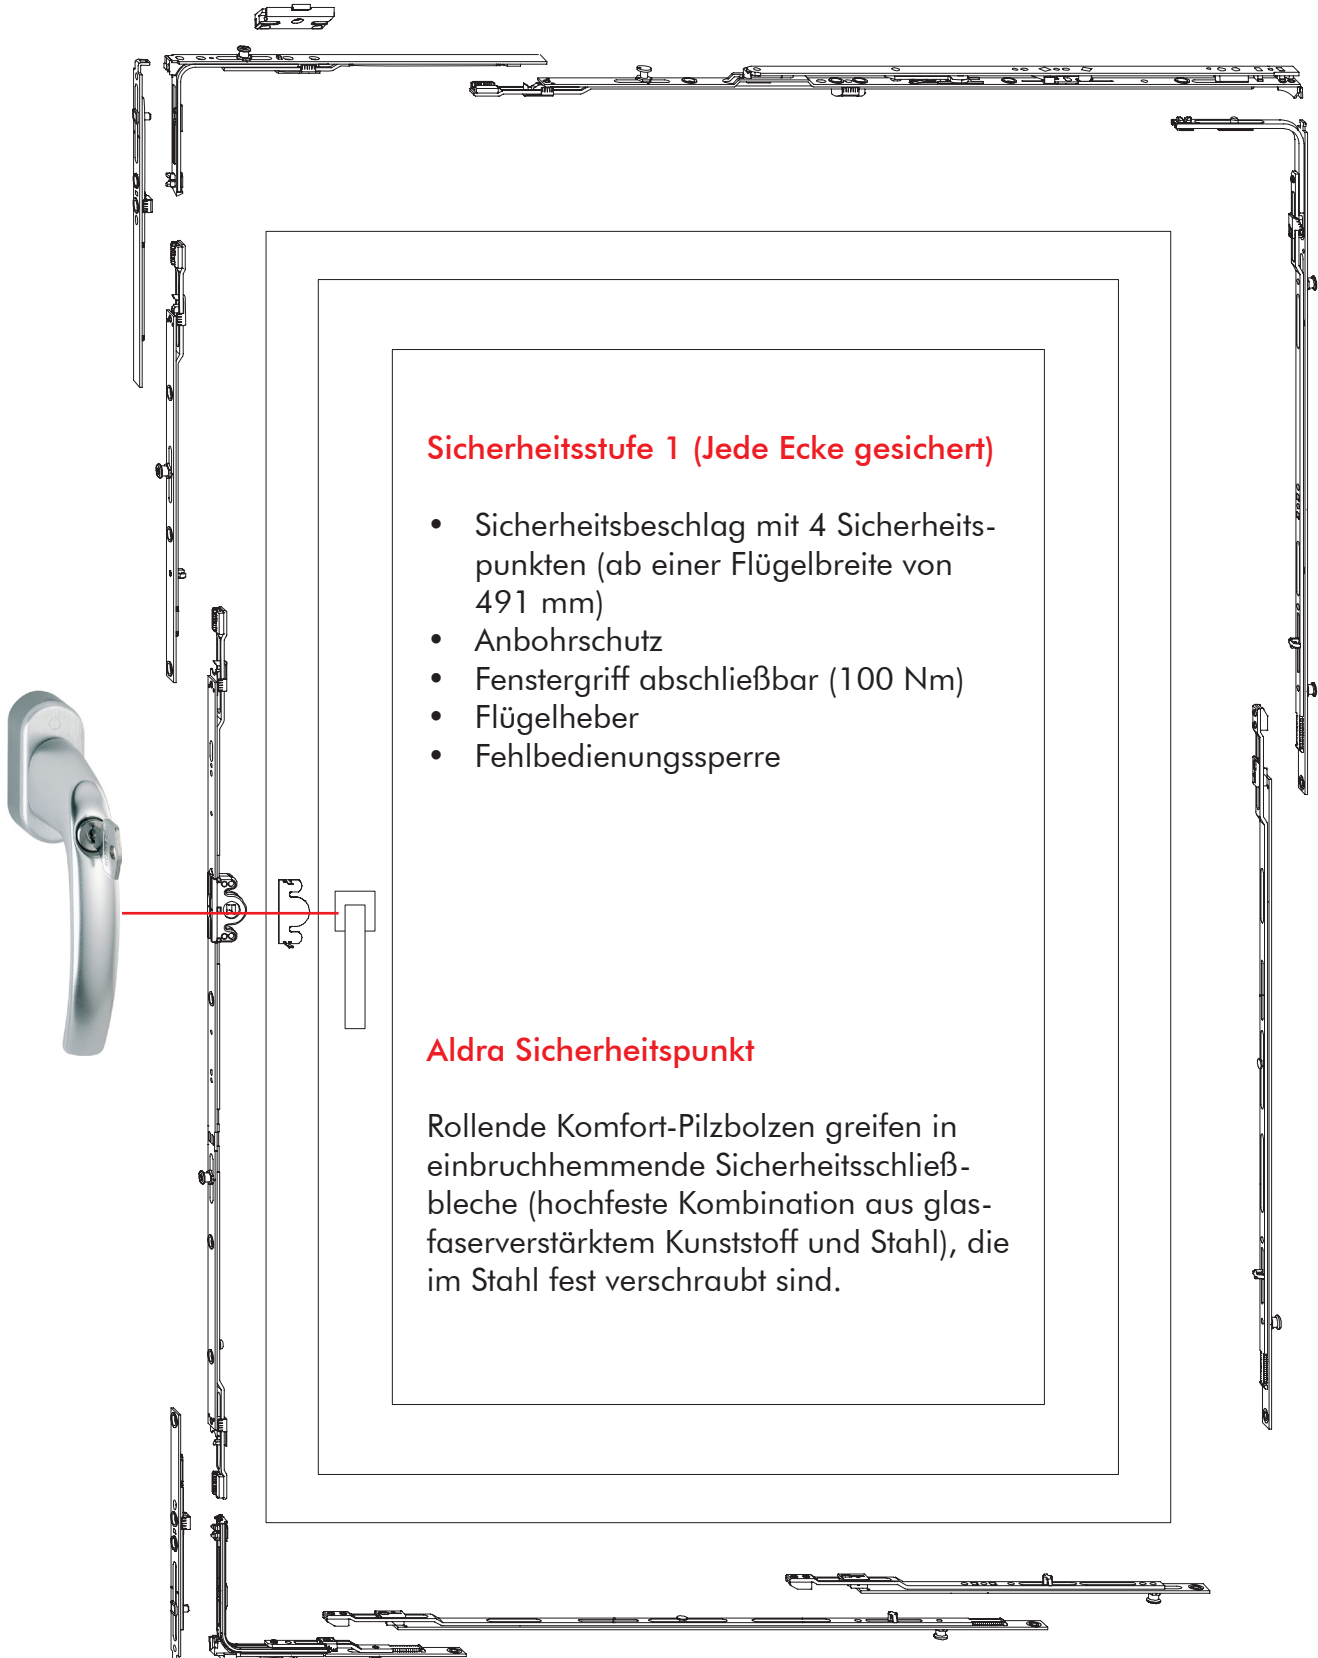 Sicherheitsstufe 1 (Jede Ecke gesichert)
• Sicherheitsbeschlag mit 4 Sicherheits-
punkten (ab einer Flügelbreite von
491 mm)
• Anbohrschutz
• Fenstergriff abschließbar (100 Nm)
• Flügelheber
• Fehlbedienungssperre
Aldra Sicherheitspunkt
Rollende Komfort-Pilzbolzen greifen in
einbruchhemmende Sicherheitsschließ-
bleche (hochfeste Kombination aus glas-
faserverstärktem Kunststoff und Stahl), die
im Stahl fest verschraubt sind.